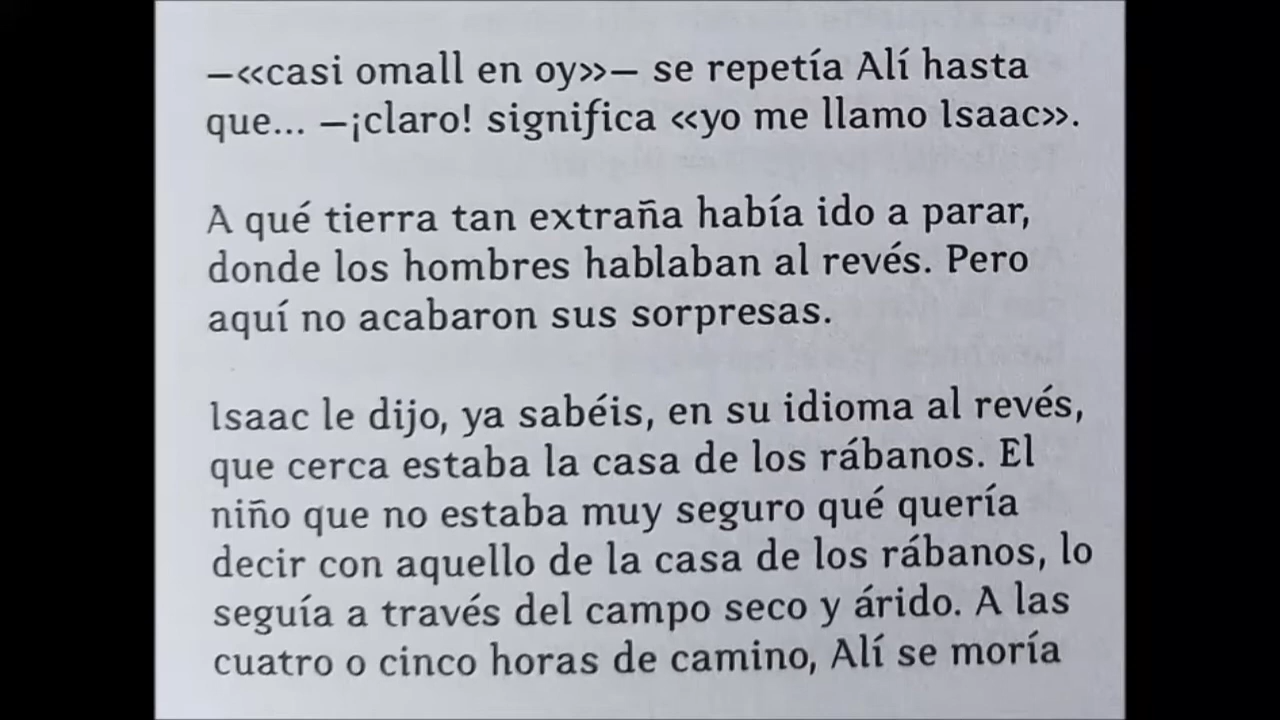 —«casi omall en oy»— se repetía Alí hasta
que... —¡claro! significa «yo me llamo Isaac».
A qué tierra tan extraña había ido a parar,
donde los hombres hablaban al revés. Pero
aquí no acabaron sus sorpresas.
Isaac le dijo, ya sabéis, en su idioma al revés,
que cerca estaba la casa de los rábanos. El
niño que no estaba muy seguro qué quería
decir con aquello de la casa de los rábanos, lo
seguía a través del campo seco y árido. A las
cuatro o cinco horas de camino, Alí se moría